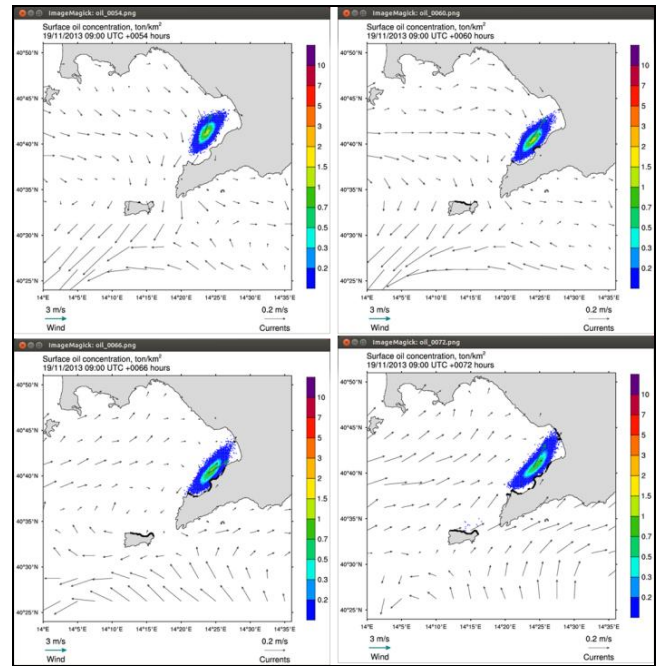 ImageMagick: oil_0054.png
Surface oil concentration, ton/km²
19/11/2013 09:00 UTC +0054 hours
40°50'N
40°45'N
40°40'N
40°35'N
40°30'N
40°25'N
14°E
14°5'E
14°10'E
14°15'E
14°20'E
14°25'E
14°30'E
14°35'E
10
7
5
3
2
1.5
1
0.7
0.5
0.3
0.2
3 m/s
Wind
0.2 m/s
Currents
ImageMagick: oil_0060.png
Surface oil concentration, ton/km²
19/11/2013 09:00 UTC +0060 hours
40°50'N
40°45'N
40°40'N
40°35'N
40°30'N
40°25'N
14°E
14°5'E
14°10'E
14°15'E
14°20'E
14°25'E
14°30'E
14°35'E
10
7
5
3
2
1.5
1
0.7
0.5
0.3
0.2
3 m/s
Wind
0.2 m/s
Currents
ImageMagick: oil_0066.png
Surface oil concentration, ton/km²
19/11/2013 09:00 UTC +0066 hours
40°50'N
40°45'N
40°40'N
40°35'N
40°30'N
40°25'N
14°E
14°5'E
14°10'E
14°15'E
14°20'E
14°25'E
14°30'E
14°35'E
10
7
5
3
2
1.5
1
0.7
0.5
0.3
0.2
3 m/s
Wind
0.2 m/s
Currents
ImageMagick: oil_0072.png
Surface oil concentration, ton/km²
19/11/2013 09:00 UTC +0072 hours
40°50'N
40°45'N
40°40'N
40°35'N
40°30'N
40°25'N
14°E
14°5'E
14°10'E
14°15'E
14°20'E
14°25'E
14°30'E
14°35'E
10
7
5
3
2
1.5
1
0.7
0.5
0.3
0.2
3 m/s
Wind
0.2 m/s
Currents